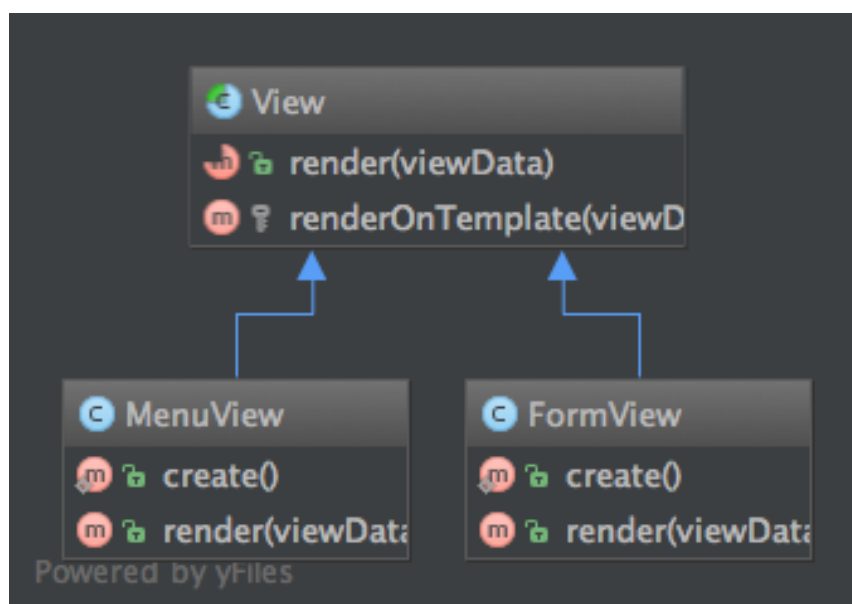 View
render(viewData)
renderOnTemplate(viewD
MenuView
create()
render(viewData
FormView
create()
render(viewData
Powered by yFiles